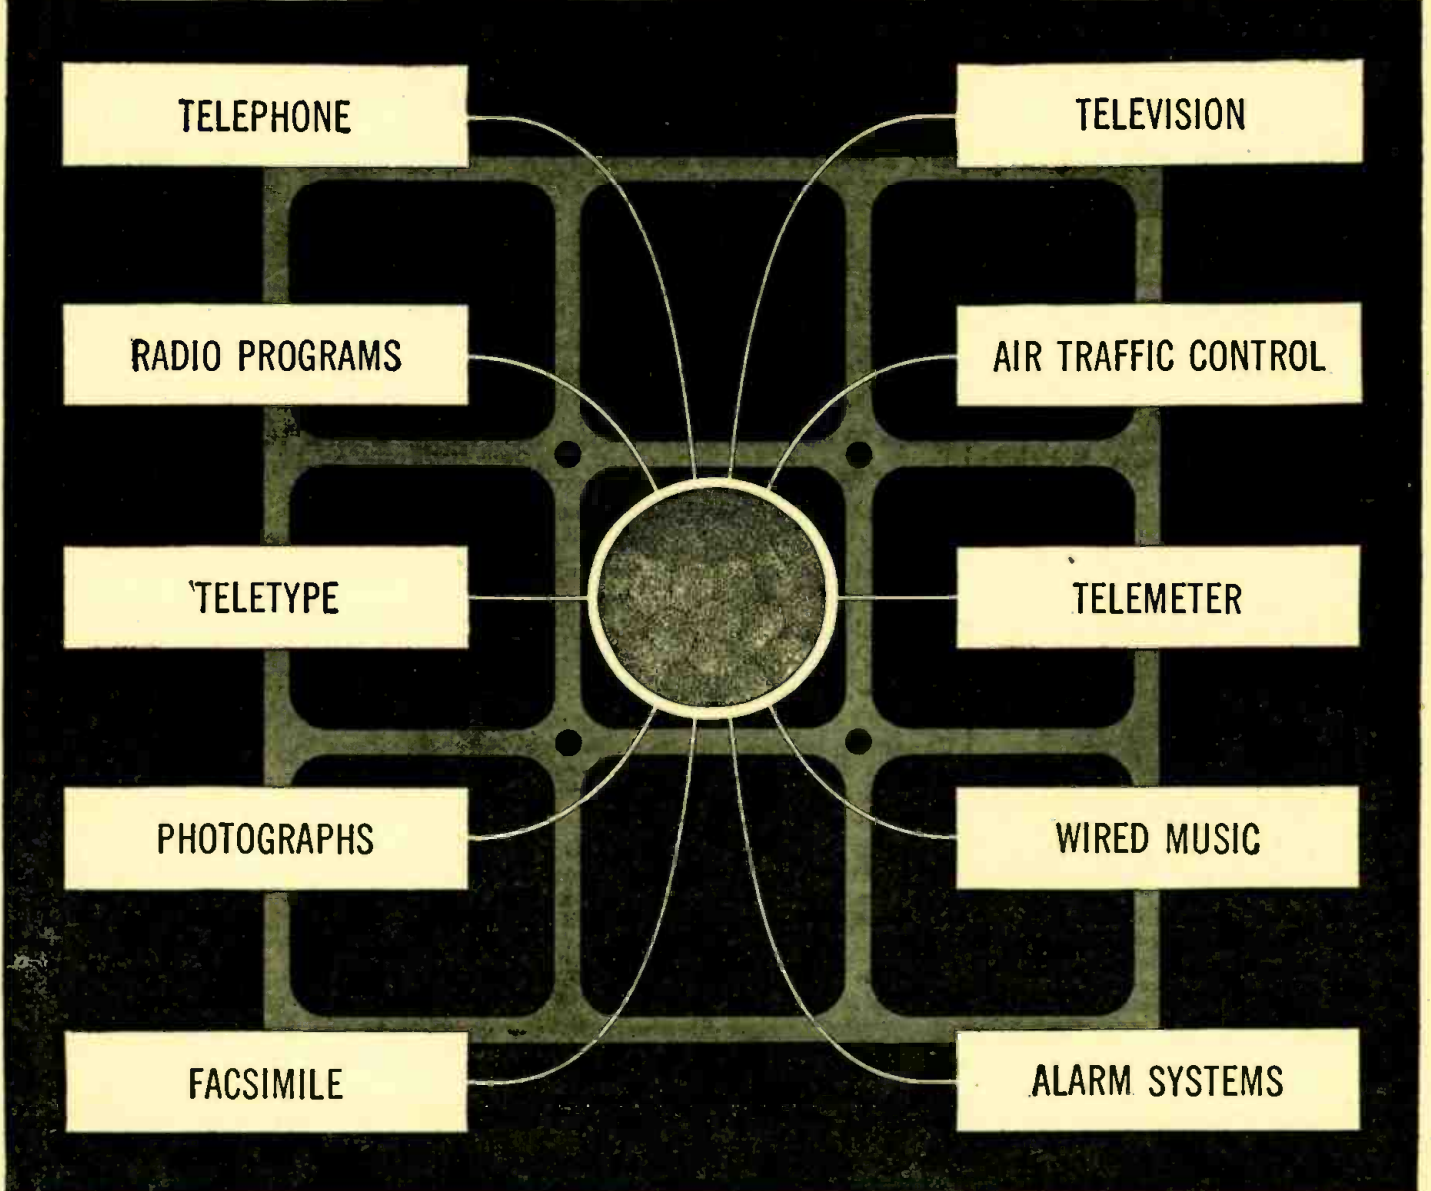 TELEPHONE
TELEVISION
RADIO PROGRAMS
AIR TRAFFIC CONTROL
TELETYPE
TELEMETER
PHOTOGRAPHS
WIRED MUSIC
FACSIMILE
ALARM SYSTEMS